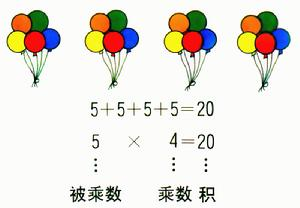 5+5+5+5=20
5 × 4=20
⋮ ⋮ ⋮
被乘数 乘数 积